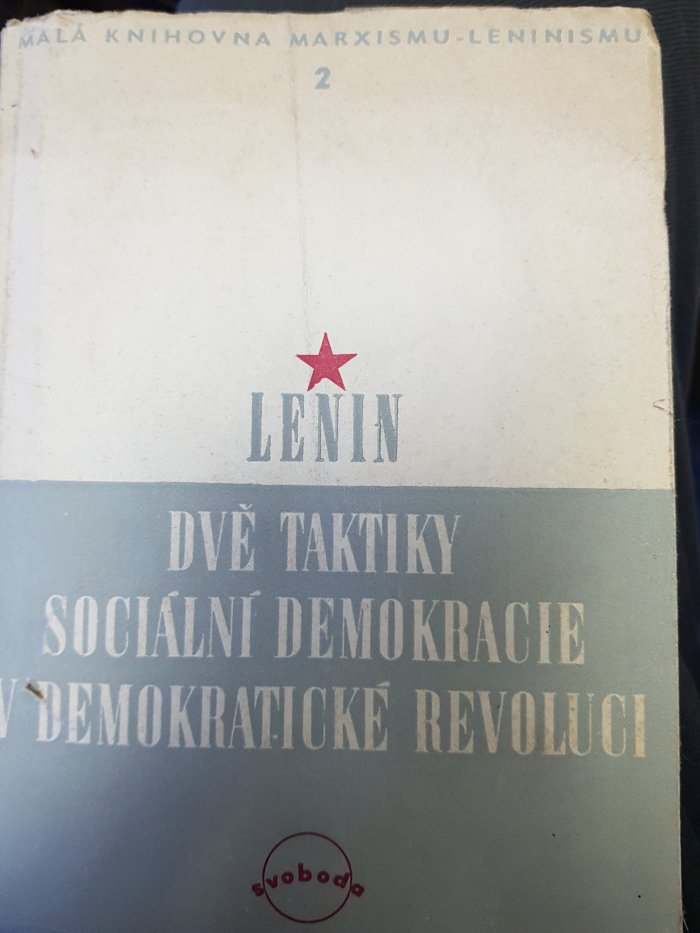 MALÁ KNIHOVNA MARXISMU-LENINISMU
2
LENIN
DVĚ TAKTIKY
SOCIÁLNÍ DEMOKRACIE
V DEMOKRATICKÉ REVOLUCI
svoboda